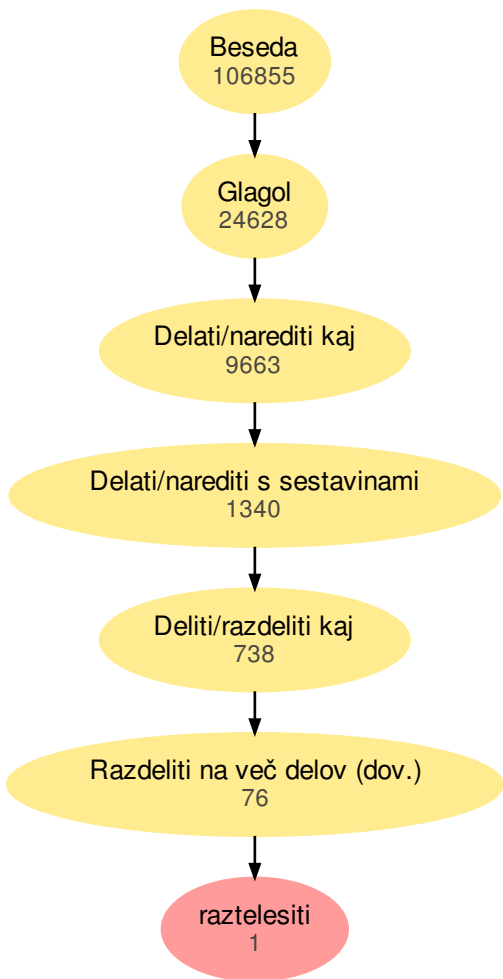 Beseda
106855
Glagol
24628
Delati/narediti kaj
9663
Delati/narediti s sestavinami
1340
Deliti/razdeliti kaj
738
Razdeliti na več delov (dov.)
76
raztelesiti
1